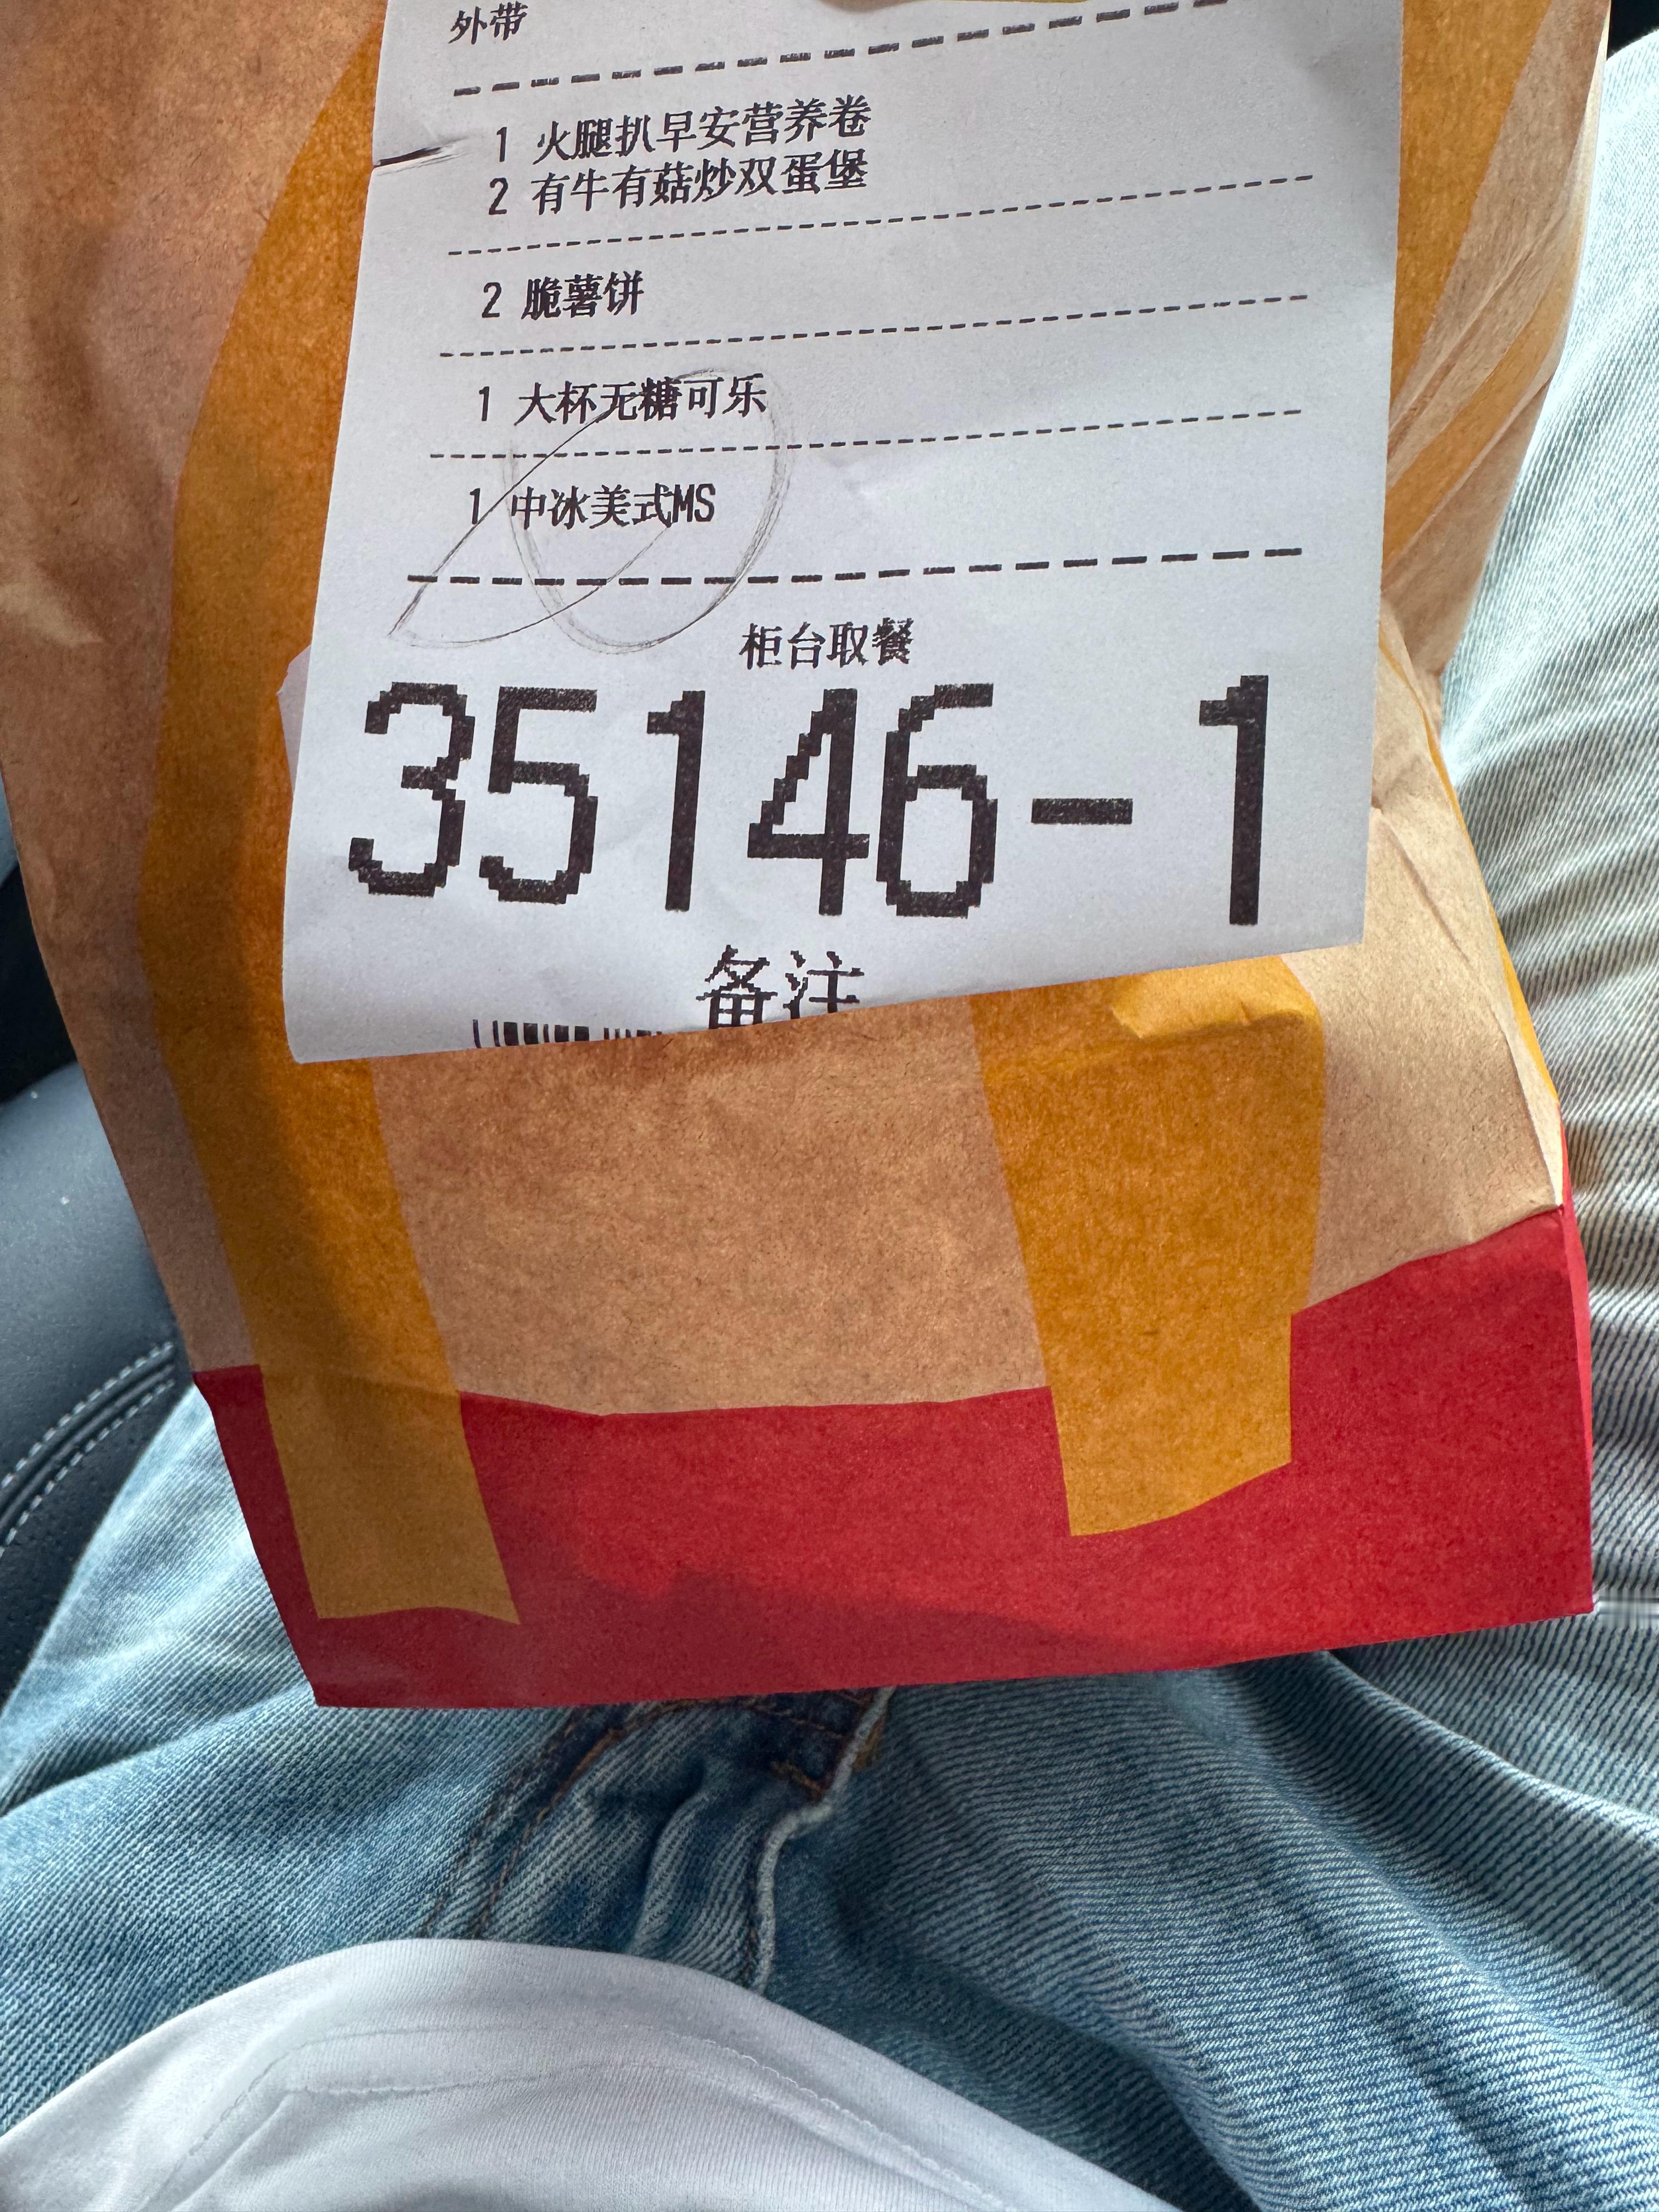 外带
1 火腿扒早安营养卷
2 有牛有菇炒双蛋堡
2 脆薯饼
1 大杯无糖可乐
1 中冰美式MS
柜台取餐
35146-1
备注